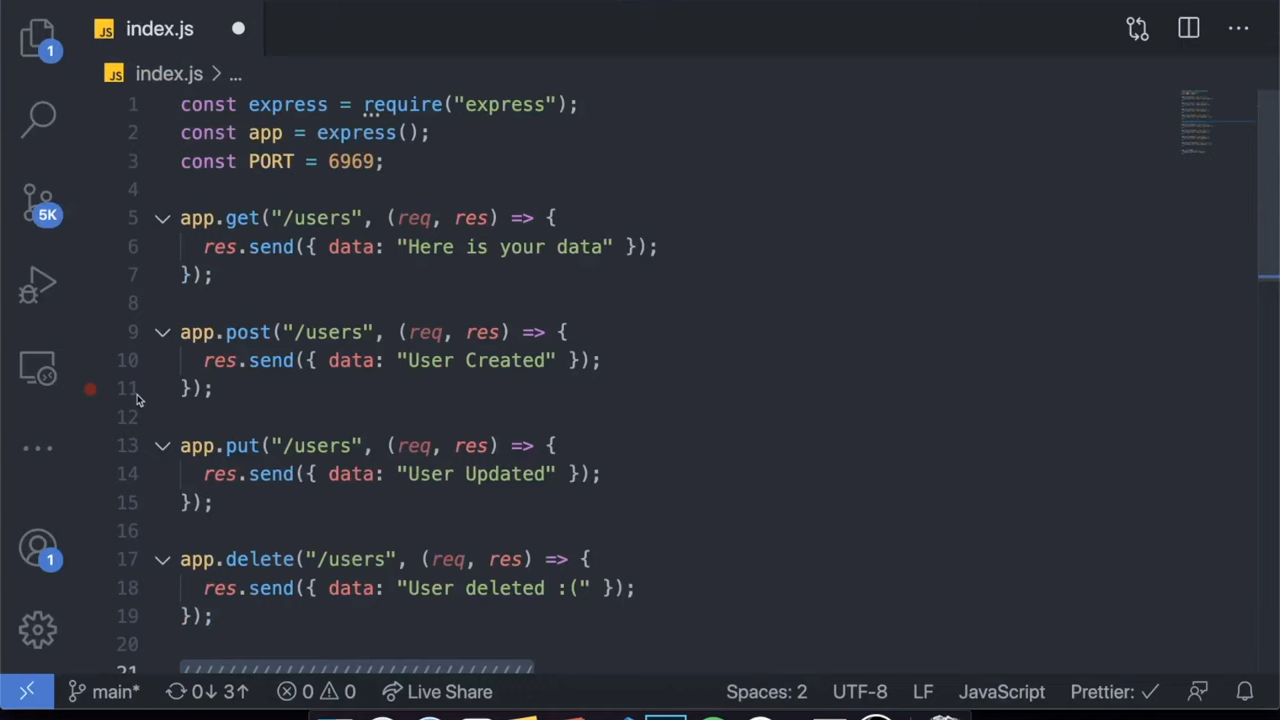 JS index.js
1
JS index.js > ...
1 const express = require("express");
2 const app = express();
3 const PORT = 6969;
4
5 app.get("/users", (req, res) => {
6 res.send({ data: "Here is your data" });
7 });
8
9 app.post("/users", (req, res) => {
10 res.send({ data: "User Created" });
11 });
12
13 app.put("/users", (req, res) => {
14 res.send({ data: "User Updated" });
15 });
16
17 app.delete("/users", (req, res) => {
18 res.send({ data: "User deleted :(" });
19 });
20
21 ///////////////////////////////
5K
1
main* 0↓ 3↑ 0 0 Live Share Spaces: 2 UTF-8 LF JavaScript Prettier: ✓